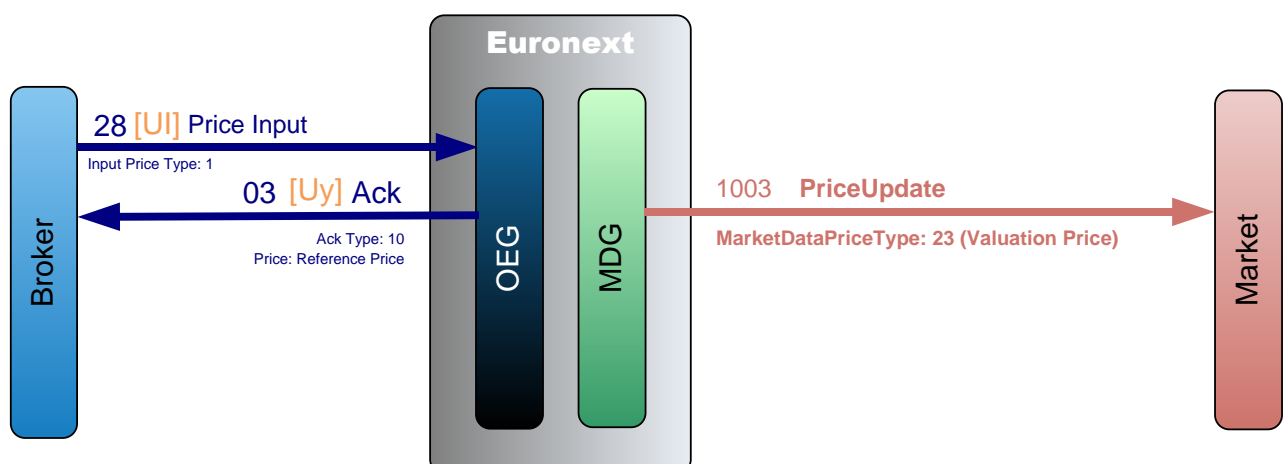 Euronext
28 [UI] Price Input
Input Price Type: 1
03 [Uy] Ack
Ack Type: 10
Price: Reference Price
1003 PriceUpdate
MarketDataPriceType: 23 (Valuation Price)
Broker
OEG
MDG
Market